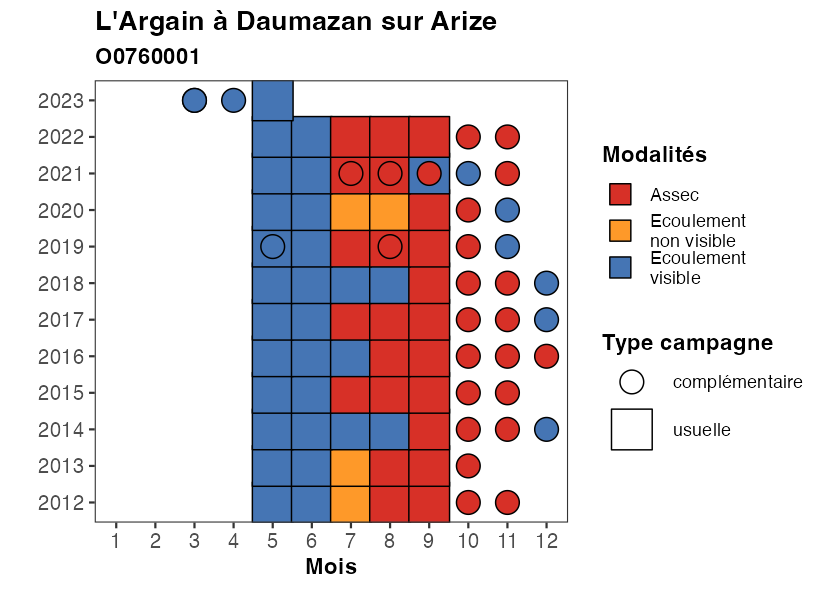 L'Argain à Daumazan sur Arize
O0760001
2023
2022
2021
2020
2019
2018
2017
2016
2015
2014
2013
2012
1 2 3 4 5 6 7 8 9 10 11 12
Mois
Modalités
Assec
Ecoulement
non visible
Ecoulement
visible
Type campagne
complémentaire
usuelle